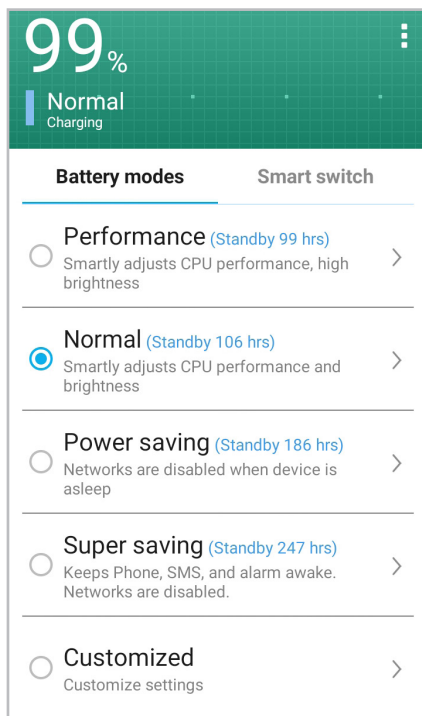 99%
Normal
Charging
Battery modes Smart switch
Performance (Standby 99 hrs)
Smartly adjusts CPU performance, high
brightness
Normal (Standby 106 hrs)
Smartly adjusts CPU performance and
brightness
Power saving (Standby 186 hrs)
Networks are disabled when device is
asleep
Super saving (Standby 247 hrs)
Keeps Phone, SMS, and alarm awake.
Networks are disabled.
Customized
Customize settings